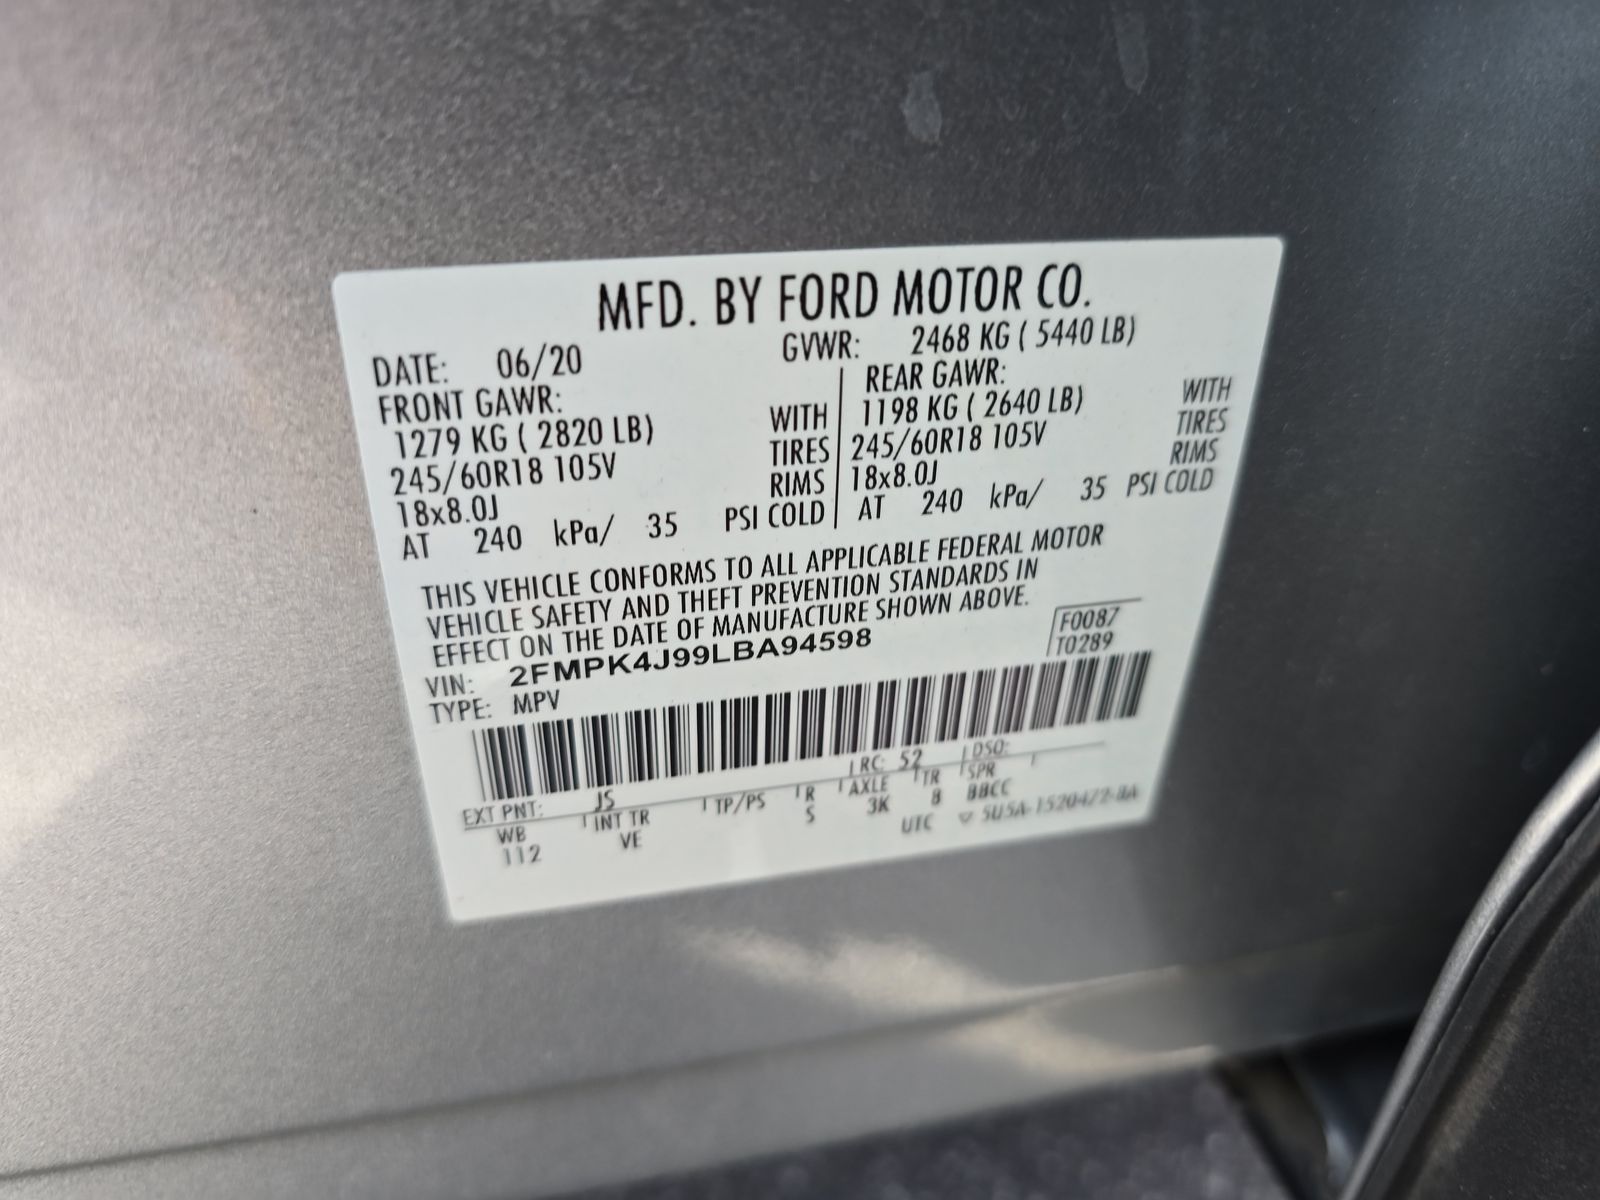 MFD. BY FORD MOTOR CO.
DATE: 06/20 GVWR: 2468 KG ( 5440 LB)
FRONT GAWR: REAR GAWR:
1279 KG ( 2820 LB) WITH 1198 KG ( 2640 LB) WITH
245/60R18 105V TIRES 245/60R18 105V TIRES
18x8.0J RIMS 18x8.0J RIMS
AT 240 kPa/ 35 PSI COLD AT 240 kPa/ 35 PSI COLD
THIS VEHICLE CONFORMS TO ALL APPLICABLE FEDERAL MOTOR
VEHICLE SAFETY AND THEFT PREVENTION STANDARDS IN
EFFECT ON THE DATE OF MANUFACTURE SHOWN ABOVE.
VIN: 2FMPK4J99LBA94598 F0087
TYPE: MPV T0289
EXT PNT: JS RC: 52 DSO:
WB INT TR TP/PS R AXLE TR SPR
112 VE S 3K 8 BBCC
UTC ▽ 5U5A-1520472-BA